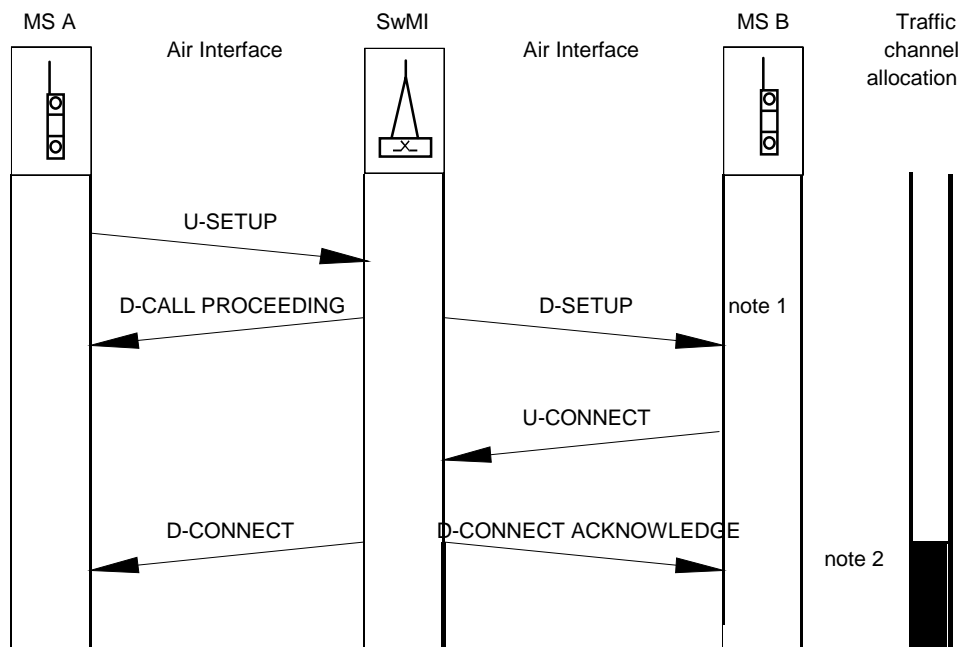 MS A
SwMI
MS B
Traffic
channel
allocation
Air Interface
Air Interface
U-SETUP
D-CALL PROCEEDING
D-SETUP
note 1
U-CONNECT
D-CONNECT
D-CONNECT ACKNOWLEDGE
note 2